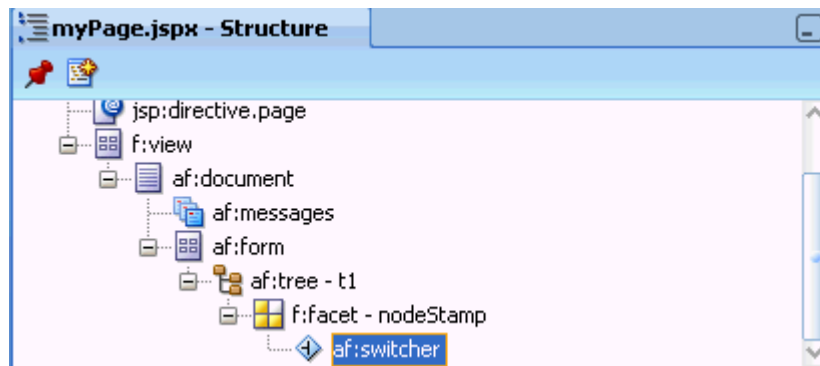 myPage.jspx - Structure
jsp:directive.page
f:view
af:document
af:messages
af:form
af:tree - t1
f:facet - nodeStamp
af:switcher